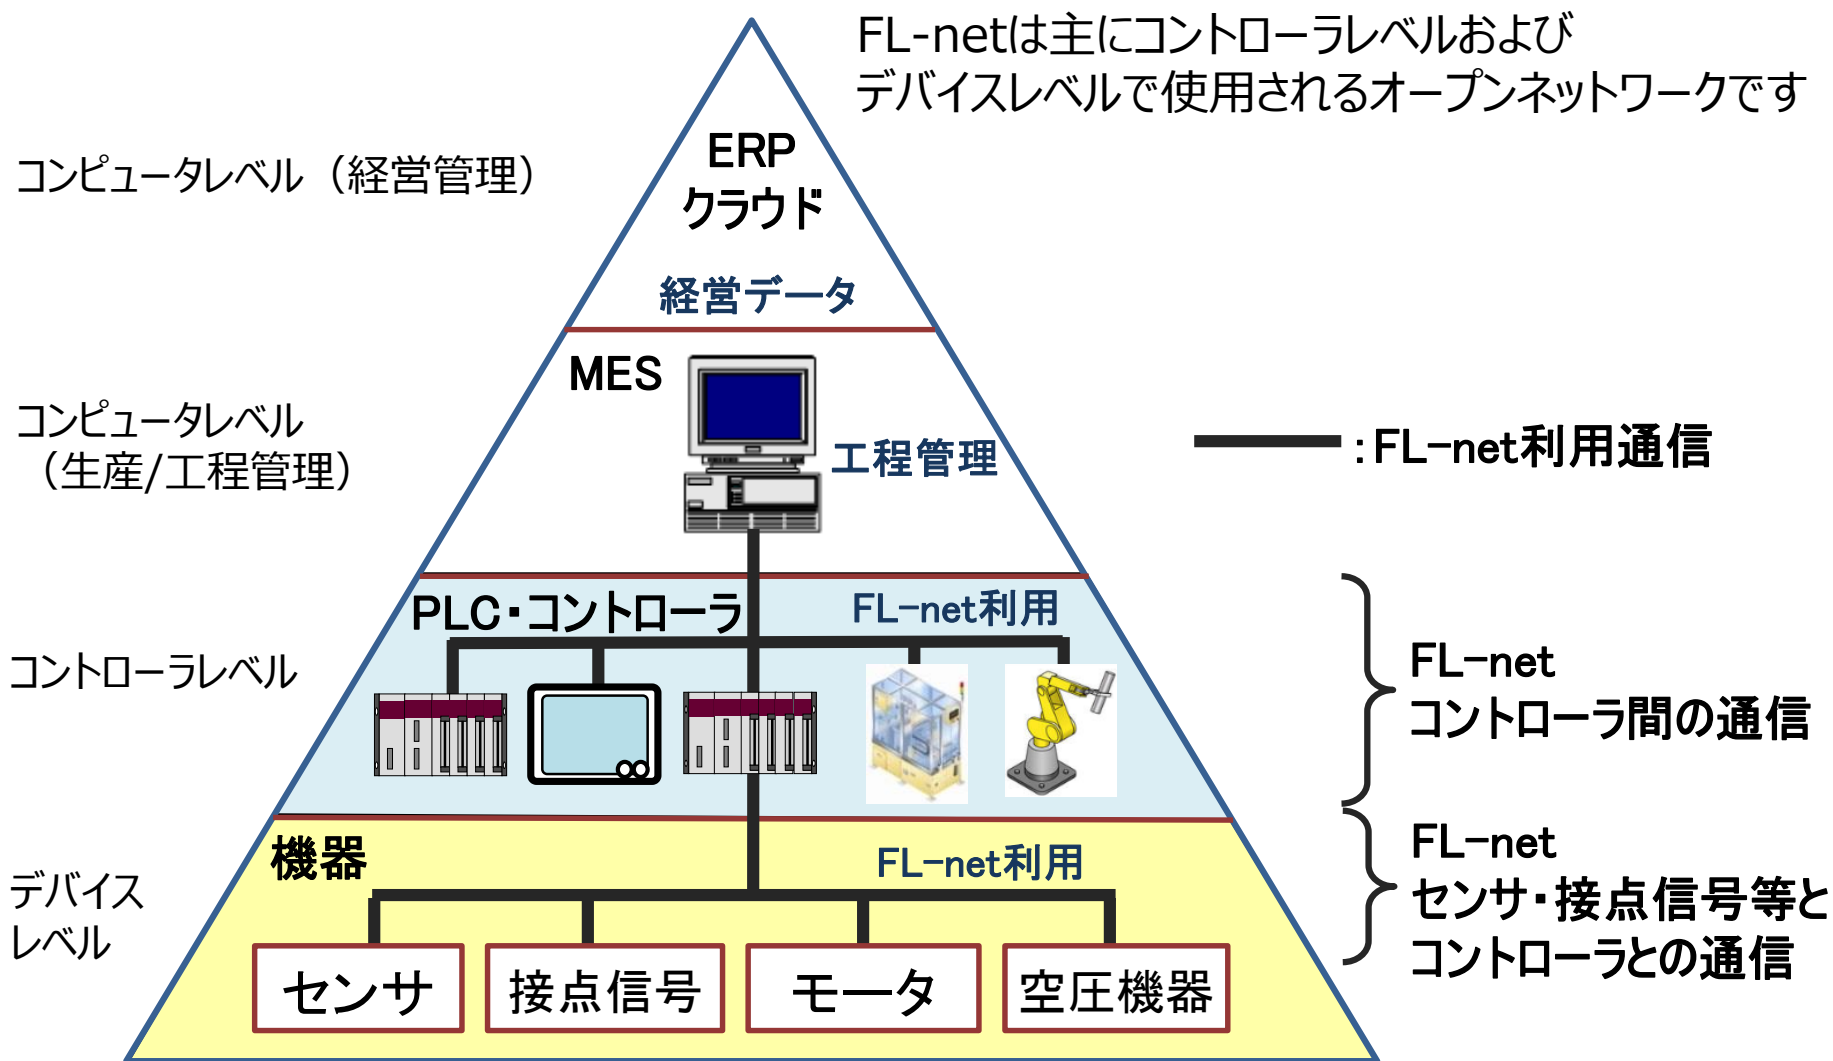 FL-netは主にコントローラレベルおよび
デバイスレベルで使用されるオープンネットワークです
コンピュータレベル（経営管理）
ERP
クラウド
経営データ
コンピュータレベル
（生産/工程管理）
MES
工程管理
:FL-net利用通信
コントローラレベル
PLC・コントローラ
FL-net利用
FL-net
コントローラ間の通信
デバイス
レベル
機器
FL-net利用
センサ
接点信号
モータ
空圧機器
FL-net
センサ・接点信号等と
コントローラとの通信